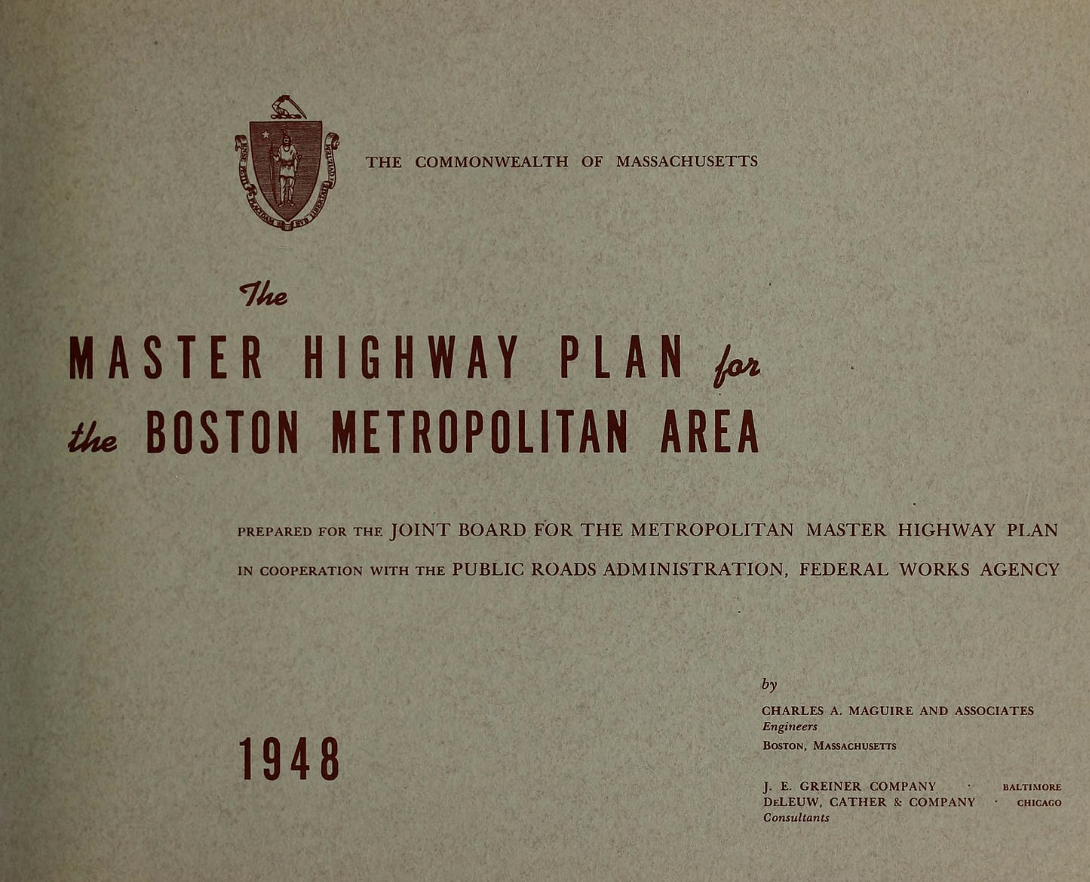 THE COMMONWEALTH OF MASSACHUSETTS
The
MASTER HIGHWAY PLAN for
the BOSTON METROPOLITAN AREA
PREPARED FOR THE JOINT BOARD FOR THE METROPOLITAN MASTER HIGHWAY PLAN
IN COOPERATION WITH THE PUBLIC ROADS ADMINISTRATION, FEDERAL WORKS AGENCY
by
CHARLES A. MAGUIRE AND ASSOCIATES
Engineers
BOSTON, MASSACHUSETTS
1948
J. E. GREINER COMPANY · BALTIMORE
DELEUW, CATHER & COMPANY · CHICAGO
Consultants